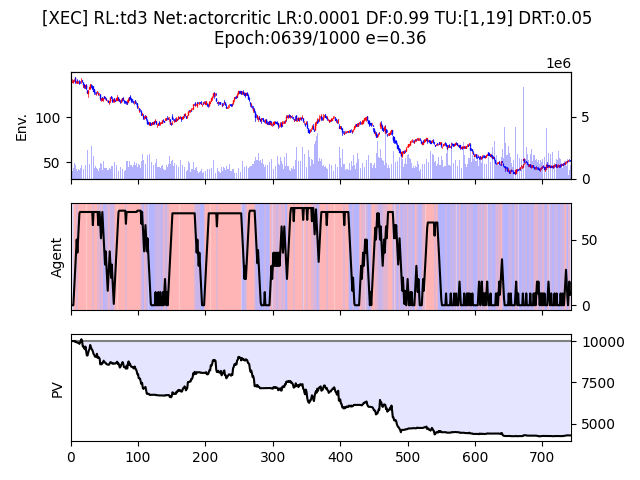 [XEC] RL:td3 Net:actorcritic LR:0.0001 DF:0.99 TU:[1,19] DRT:0.05
Epoch:0639/1000 e=0.36
1e6
100
50
Env.
5
0
Agent
50
0
PV
10000
7500
5000
0 100 200 300 400 500 600 700